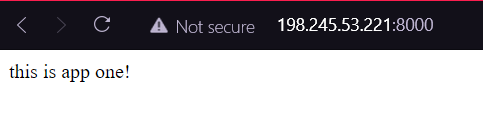 Not secure 198.245.53.221:8000
this is app one!